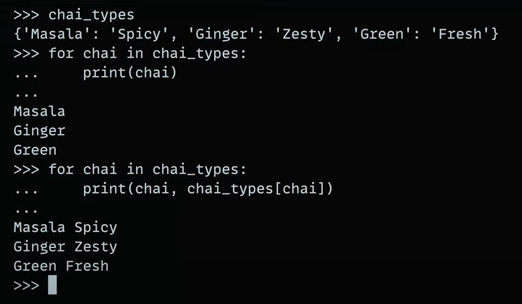 >>> chai_types
{'Masala': 'Spicy', 'Ginger': 'Zesty', 'Green': 'Fresh'}
>>> for chai in chai_types:
...     print(chai)
...
Masala
Ginger
Green
>>> for chai in chai_types:
...     print(chai, chai_types[chai])
...
Masala Spicy
Ginger Zesty
Green Fresh
>>>